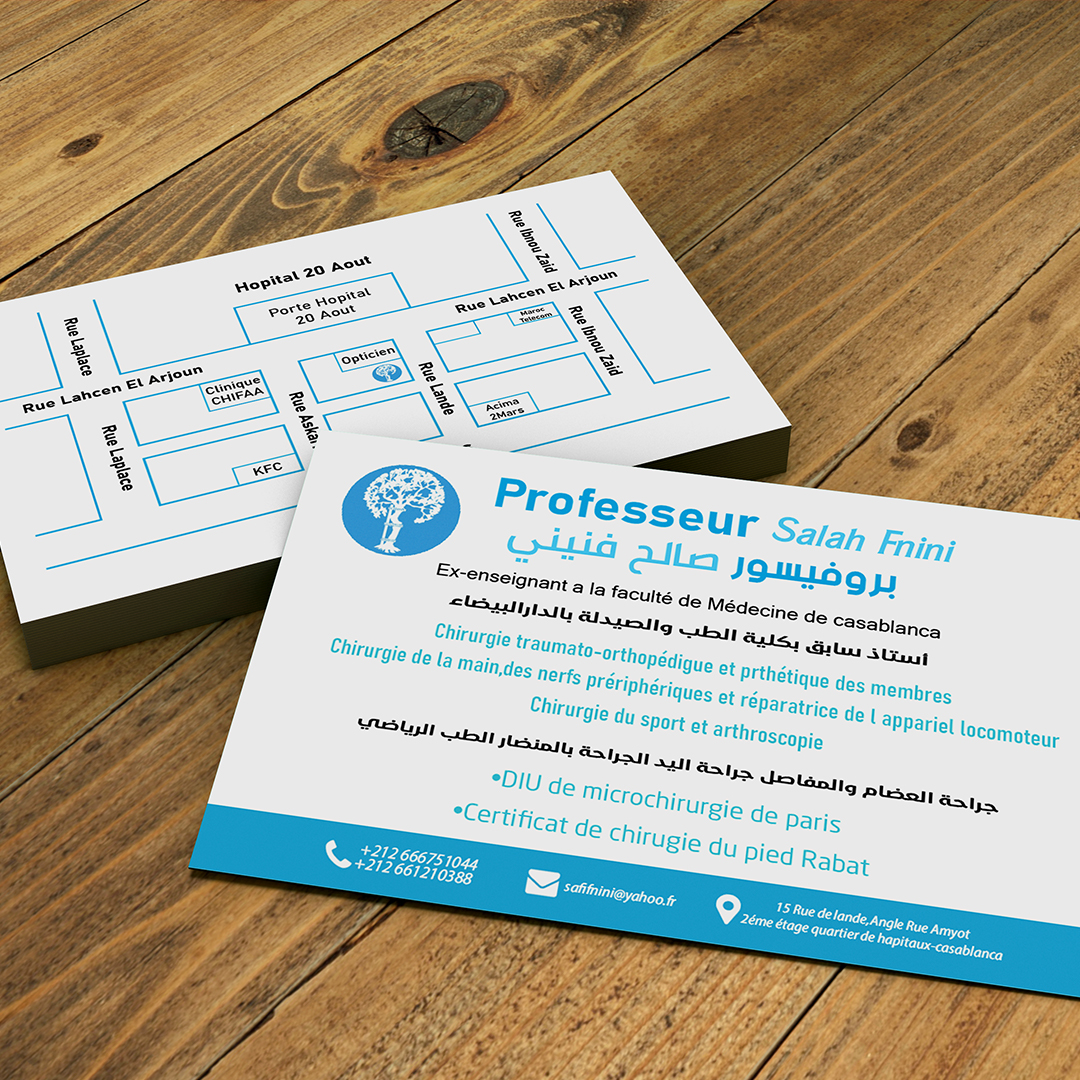 Hopital 20 Aout
Porte Hopital
20 Aout
Rue Ibnou Zaid
Rue Lahcen El Arjoun
Maroc
Telecom
Rue Ibnou Zaid
Rue Laplace
Opticien
Rue Lande
Rue Lahcen El Arjoun
Clinique
CHIFAA
Acima
2Mars
Rue Laplace
KFC
Professeur Salah Fnini
بروفيسور صالح فنيني
Ex-enseignant a la faculté de Médecine de casablanca
أستاذ سابق بكلية الطب والصيدلة بالدارالبيضاء
Chirurgie traumato-orthopédigue et prthétique des membres
Chirurgie de la main,des nerfs prériphériques et réparatrice de l appariel locomoteur
Chirurgie du sport et arthroscopie
جراحة العضام والمفاصل جراحة اليد الجراحة بالمنضار الطب الرياضي
•DIU de microchirurgie de paris
•Certificat de chirugie du pied Rabat
+212 666751044
+212 661210388
safifnini@yahoo.fr
15 Rue de lande,Angle Rue Amyot
2éme étage quartier de hapitaux-casablanca